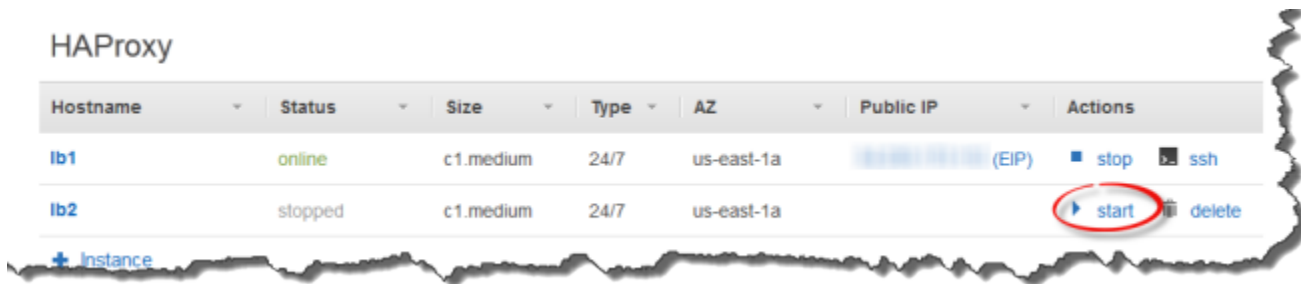 HAProxy
Hostname Status Size Type AZ Public IP Actions
lb1 online c1.medium 24/7 us-east-1a (EIP) stop ssh
lb2 stopped c1.medium 24/7 us-east-1a start delete
Instance